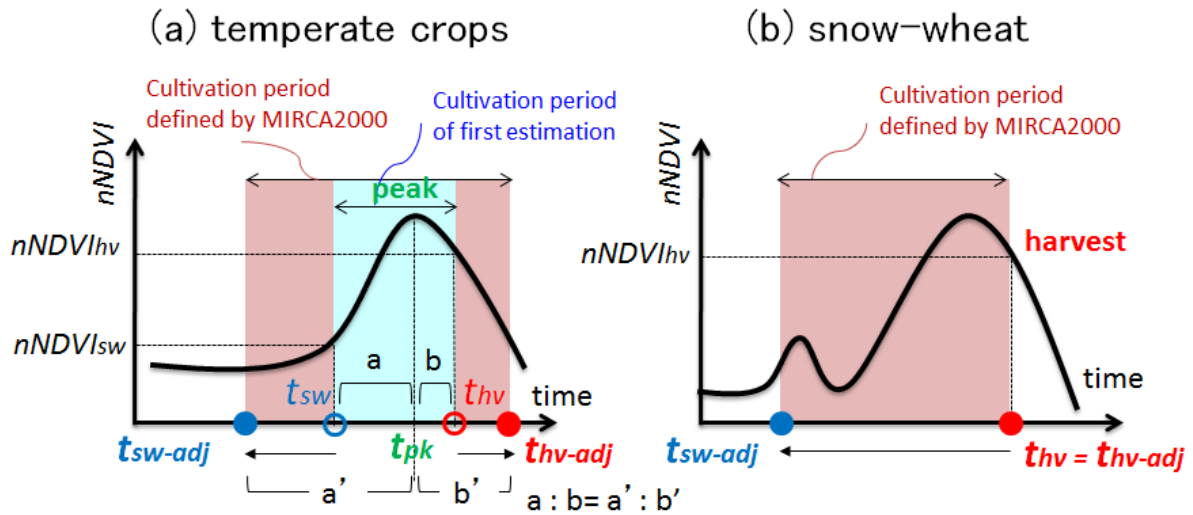 (a) temperate crops
Cultivation period
defined by MIRCA2000
Cultivation period
of first estimation
nNDVI
peak
nNDVIhv
nNDVIsw
a
b
tsw
thv
time
tsw-adj
tpk
thv-adj
a’
b’
a : b= a’ : b’
(b) snow-wheat
Cultivation period
defined by MIRCA2000
nNDVI
harvest
nNDVIhv
time
tsw-adj
thv = thv-adj